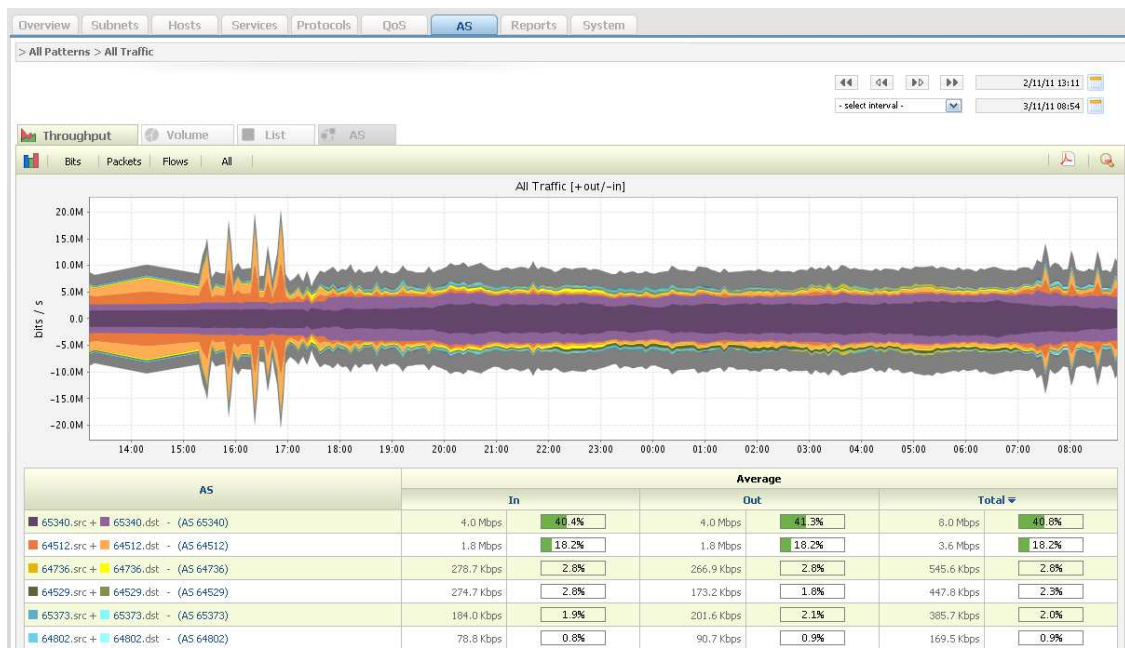 Overview Subnets Hosts Services Protocols QoS AS Reports System
> All Patterns > All Traffic
2/11/11 13:11
- select interval - 3/11/11 08:54
Throughput Volume List AS
Bits Packets Flows All
All Traffic [+out/-in]
20.0M
15.0M
10.0M
5.0M
0.0
-5.0M
-10.0M
-15.0M
-20.0M
bits / s
14:00 15:00 16:00 17:00 18:00 19:00 20:00 21:00 22:00 23:00 00:00 01:00 02:00 03:00 04:00 05:00 06:00 07:00 08:00
AS Average
In Out Total
65340.src + 65340.dst - (AS 65340) 4.0 Mbps 40.4% 4.0 Mbps 41.3% 8.0 Mbps 40.8%
64512.src + 64512.dst - (AS 64512) 1.8 Mbps 18.2% 1.8 Mbps 18.2% 3.6 Mbps 18.2%
64736.src + 64736.dst - (AS 64736) 278.7 Kbps 2.8% 266.9 Kbps 2.8% 545.6 Kbps 2.8%
64529.src + 64529.dst - (AS 64529) 274.7 Kbps 2.8% 173.2 Kbps 1.8% 447.8 Kbps 2.3%
65373.src + 65373.dst - (AS 65373) 184.0 Kbps 1.9% 201.6 Kbps 2.1% 385.7 Kbps 2.0%
64802.src + 64802.dst - (AS 64802) 78.8 Kbps 0.8% 90.7 Kbps 0.9% 169.5 Kbps 0.9%